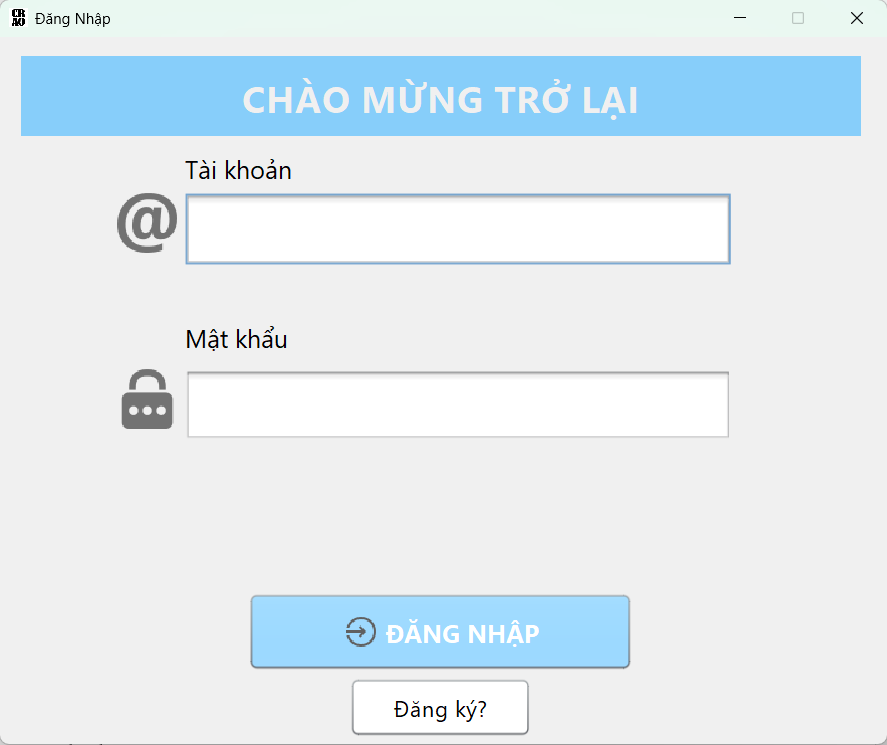 Đăng Nhập
CHÀO MỪNG TRỞ LẠI
Tài khoản
@
Mật khẩu
ĐĂNG NHẬP
Đăng ký?